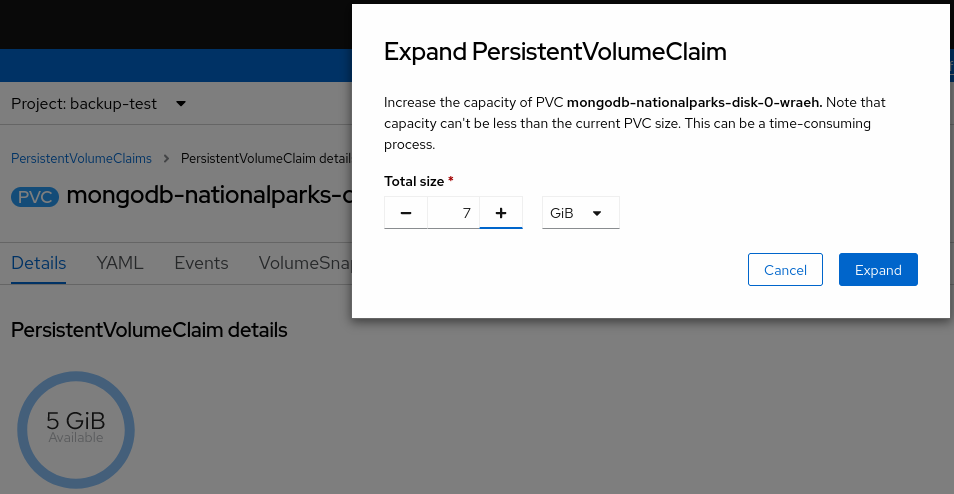 Expand PersistentVolumeClaim
Increase the capacity of PVC mongodb-nationalparks-disk-0-wraeh. Note that
capacity can't be less than the current PVC size. This can be a time-consuming
process.
Total size *
− 7 + GiB
Cancel Expand
Project: backup-test
PersistentVolumeClaims > PersistentVolumeClaim detail
PVC mongodb-nationalparks-d
Details YAML Events VolumeSnap
PersistentVolumeClaim details
5 GiB
Available